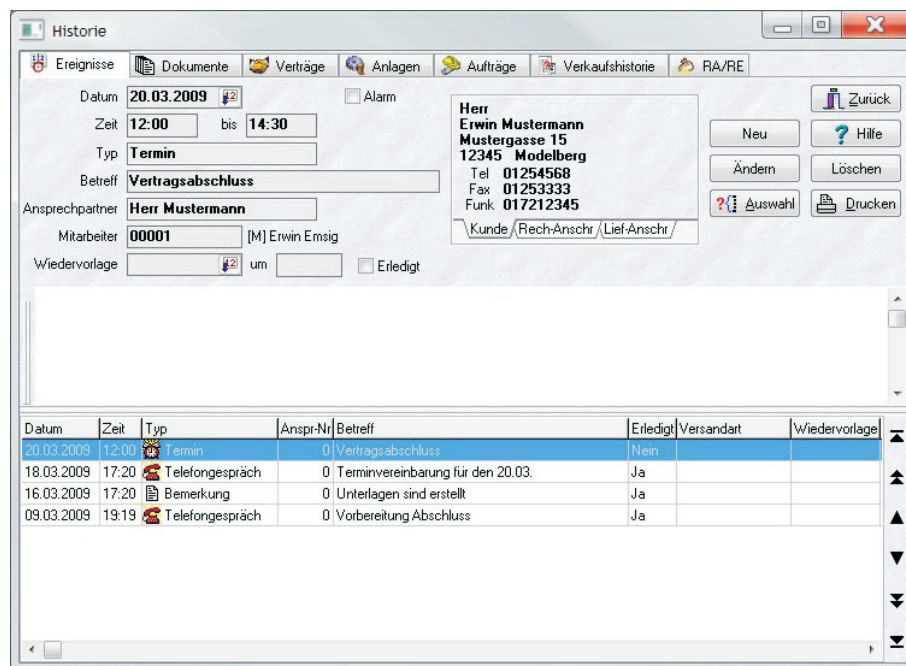 Historie
Ereignisse Dokumente Verträge Anlagen Aufträge Verkaufshistorie RA/RE
Datum 20.03.2009 Alarm
Zeit 12:00 bis 14:30
Typ Termin
Betreff Vertragsabschluss
Ansprechpartner Herr Mustermann
Mitarbeiter 00001 [M] Erwin Emsig
Wiedervorlage um Erledigt
Herr
Erwin Mustermann
Mustergasse 15
12345 Modelberg
Tel 01254568
Fax 01253333
Funk 017212345
Kunde Rech-Anschr Lief-Anschr
Zurück
Neu Hilfe
Ändern Löschen
Auswahl Drucken
Datum Zeit Typ Anspr-Nr Betreff Erledigt Versandart Wiedervorlage
20.03.2009 12:00 Termin 0 Vertragsabschluss Nein
18.03.2009 17:20 Telefongespräch 0 Terminvereinbarung für den 20.03. Ja
16.03.2009 17:20 Bemerkung 0 Unterlagen sind erstellt Ja
09.03.2009 19:19 Telefongespräch 0 Vorbereitung Abschluss Ja